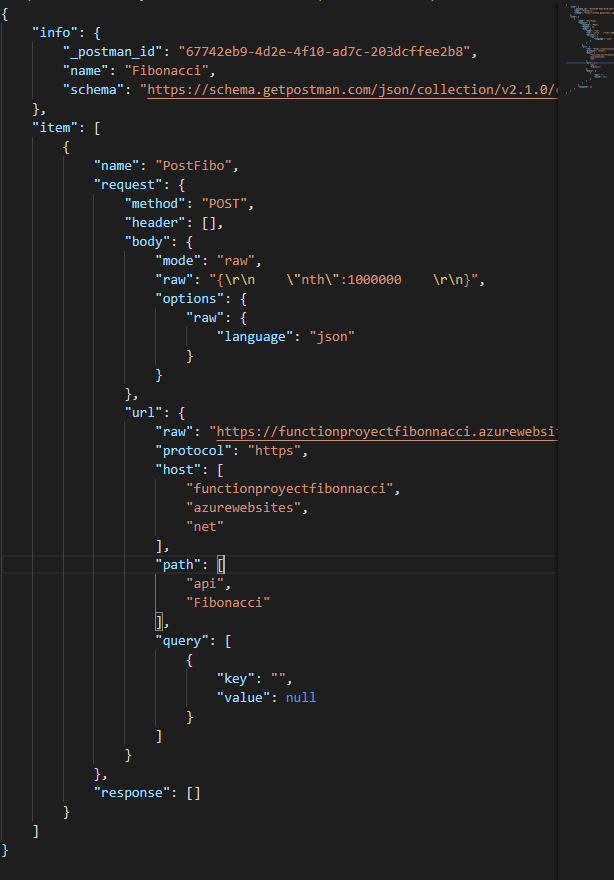 {
    "info": {
        "_postman_id": "67742eb9-4d2e-4f10-ad7c-203dcffee2b8",
        "name": "Fibonacci",
        "schema": "https://schema.getpostman.com/json/collection/v2.1.0/
    },
    "item": [
        {
            "name": "PostFibo",
            "request": {
                "method": "POST",
                "header": [],
                "body": {
                    "mode": "raw",
                    "raw": "{\r\n    \"nth\":1000000    \r\n}",
                    "options": {
                        "raw": {
                            "language": "json"
                        }
                    }
                },
                "url": {
                    "raw": "https://functionproyectfibonnacci.azurewebsi
                    "protocol": "https",
                    "host": [
                        "functionproyectfibonnacci",
                        "azurewebsites",
                        "net"
                    ],
                    "path": [
                        "api",
                        "Fibonacci"
                    ],
                    "query": [
                        {
                            "key": "",
                            "value": null
                        }
                    ]
                }
            },
            "response": []
        }
    ]
}